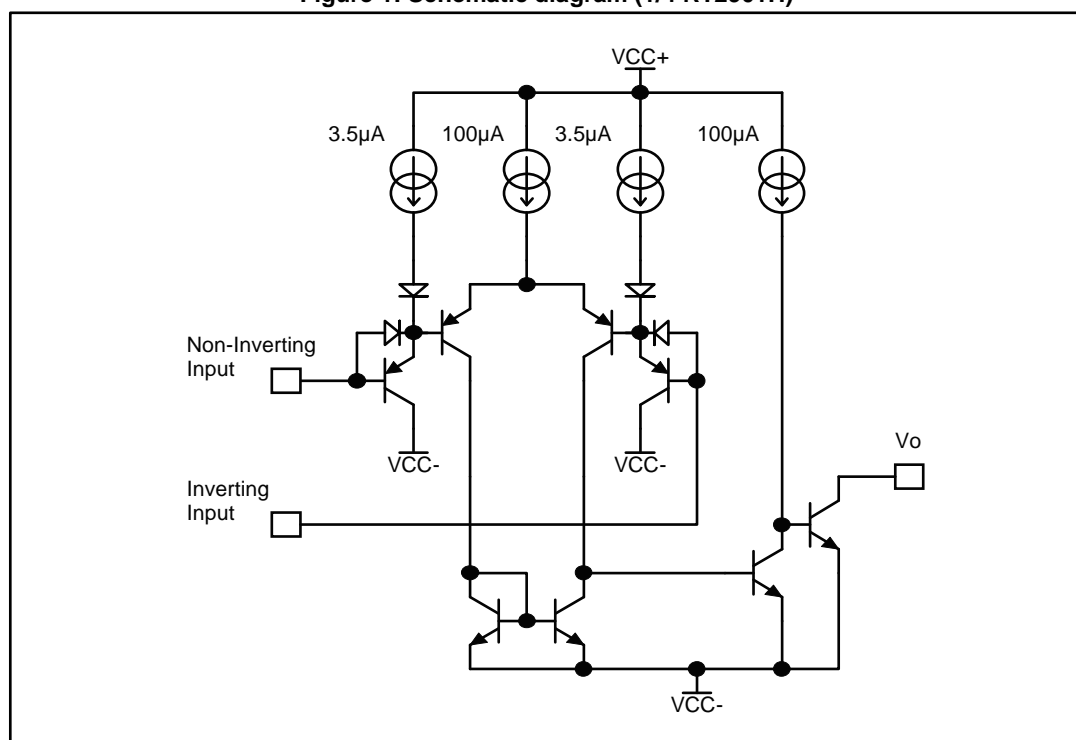 VCC+
3.5µA 100µA 3.5µA 100µA
Non-Inverting
Input
VCC- VCC-
Vo
Inverting
Input
VCC-